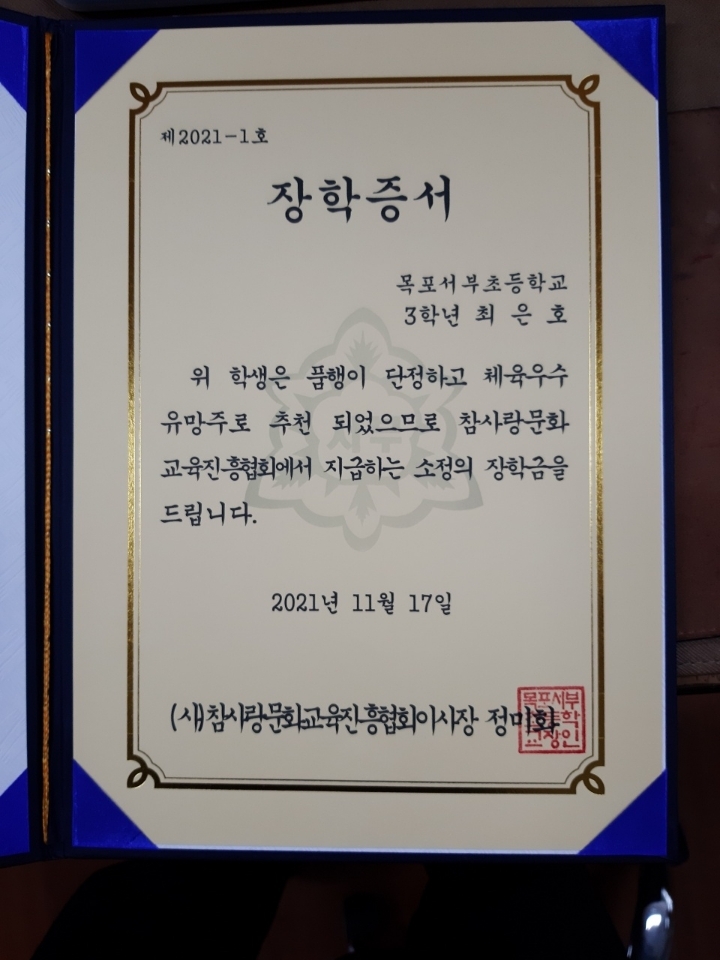 제2021-1호
장학증서
목포서부초등학교
3학년 최 은 호
위 학생은 품행이 단정하고 체육우수
유망주로 추천 되었으므로 참사랑문화
교육진흥협회에서 지급하는 소정의 장학금을
드립니다.
서부
2021년 11월 17일
(사)참사랑문화교육진흥협회이사장 정미화
목포서부
초등학
교장인